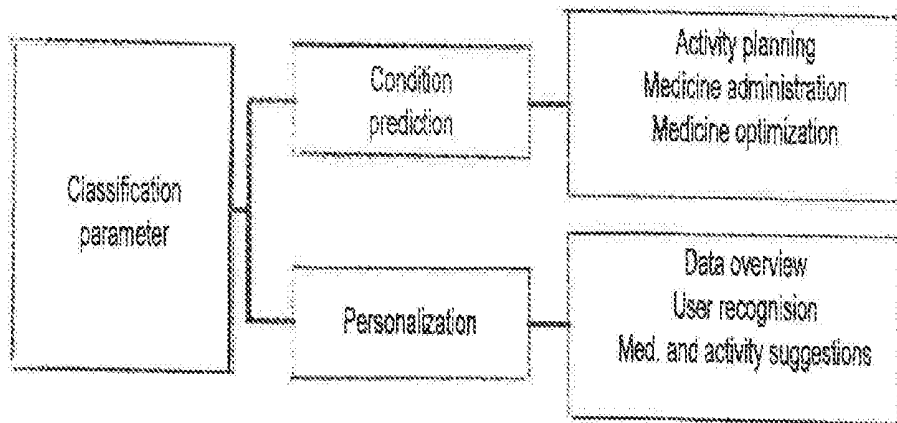 Classification
parameter
Condition
prediction
Activity planning
Medicine administration
Medicine optimization
Personalization
Data overview
User recognision
Med. and activity suggestions